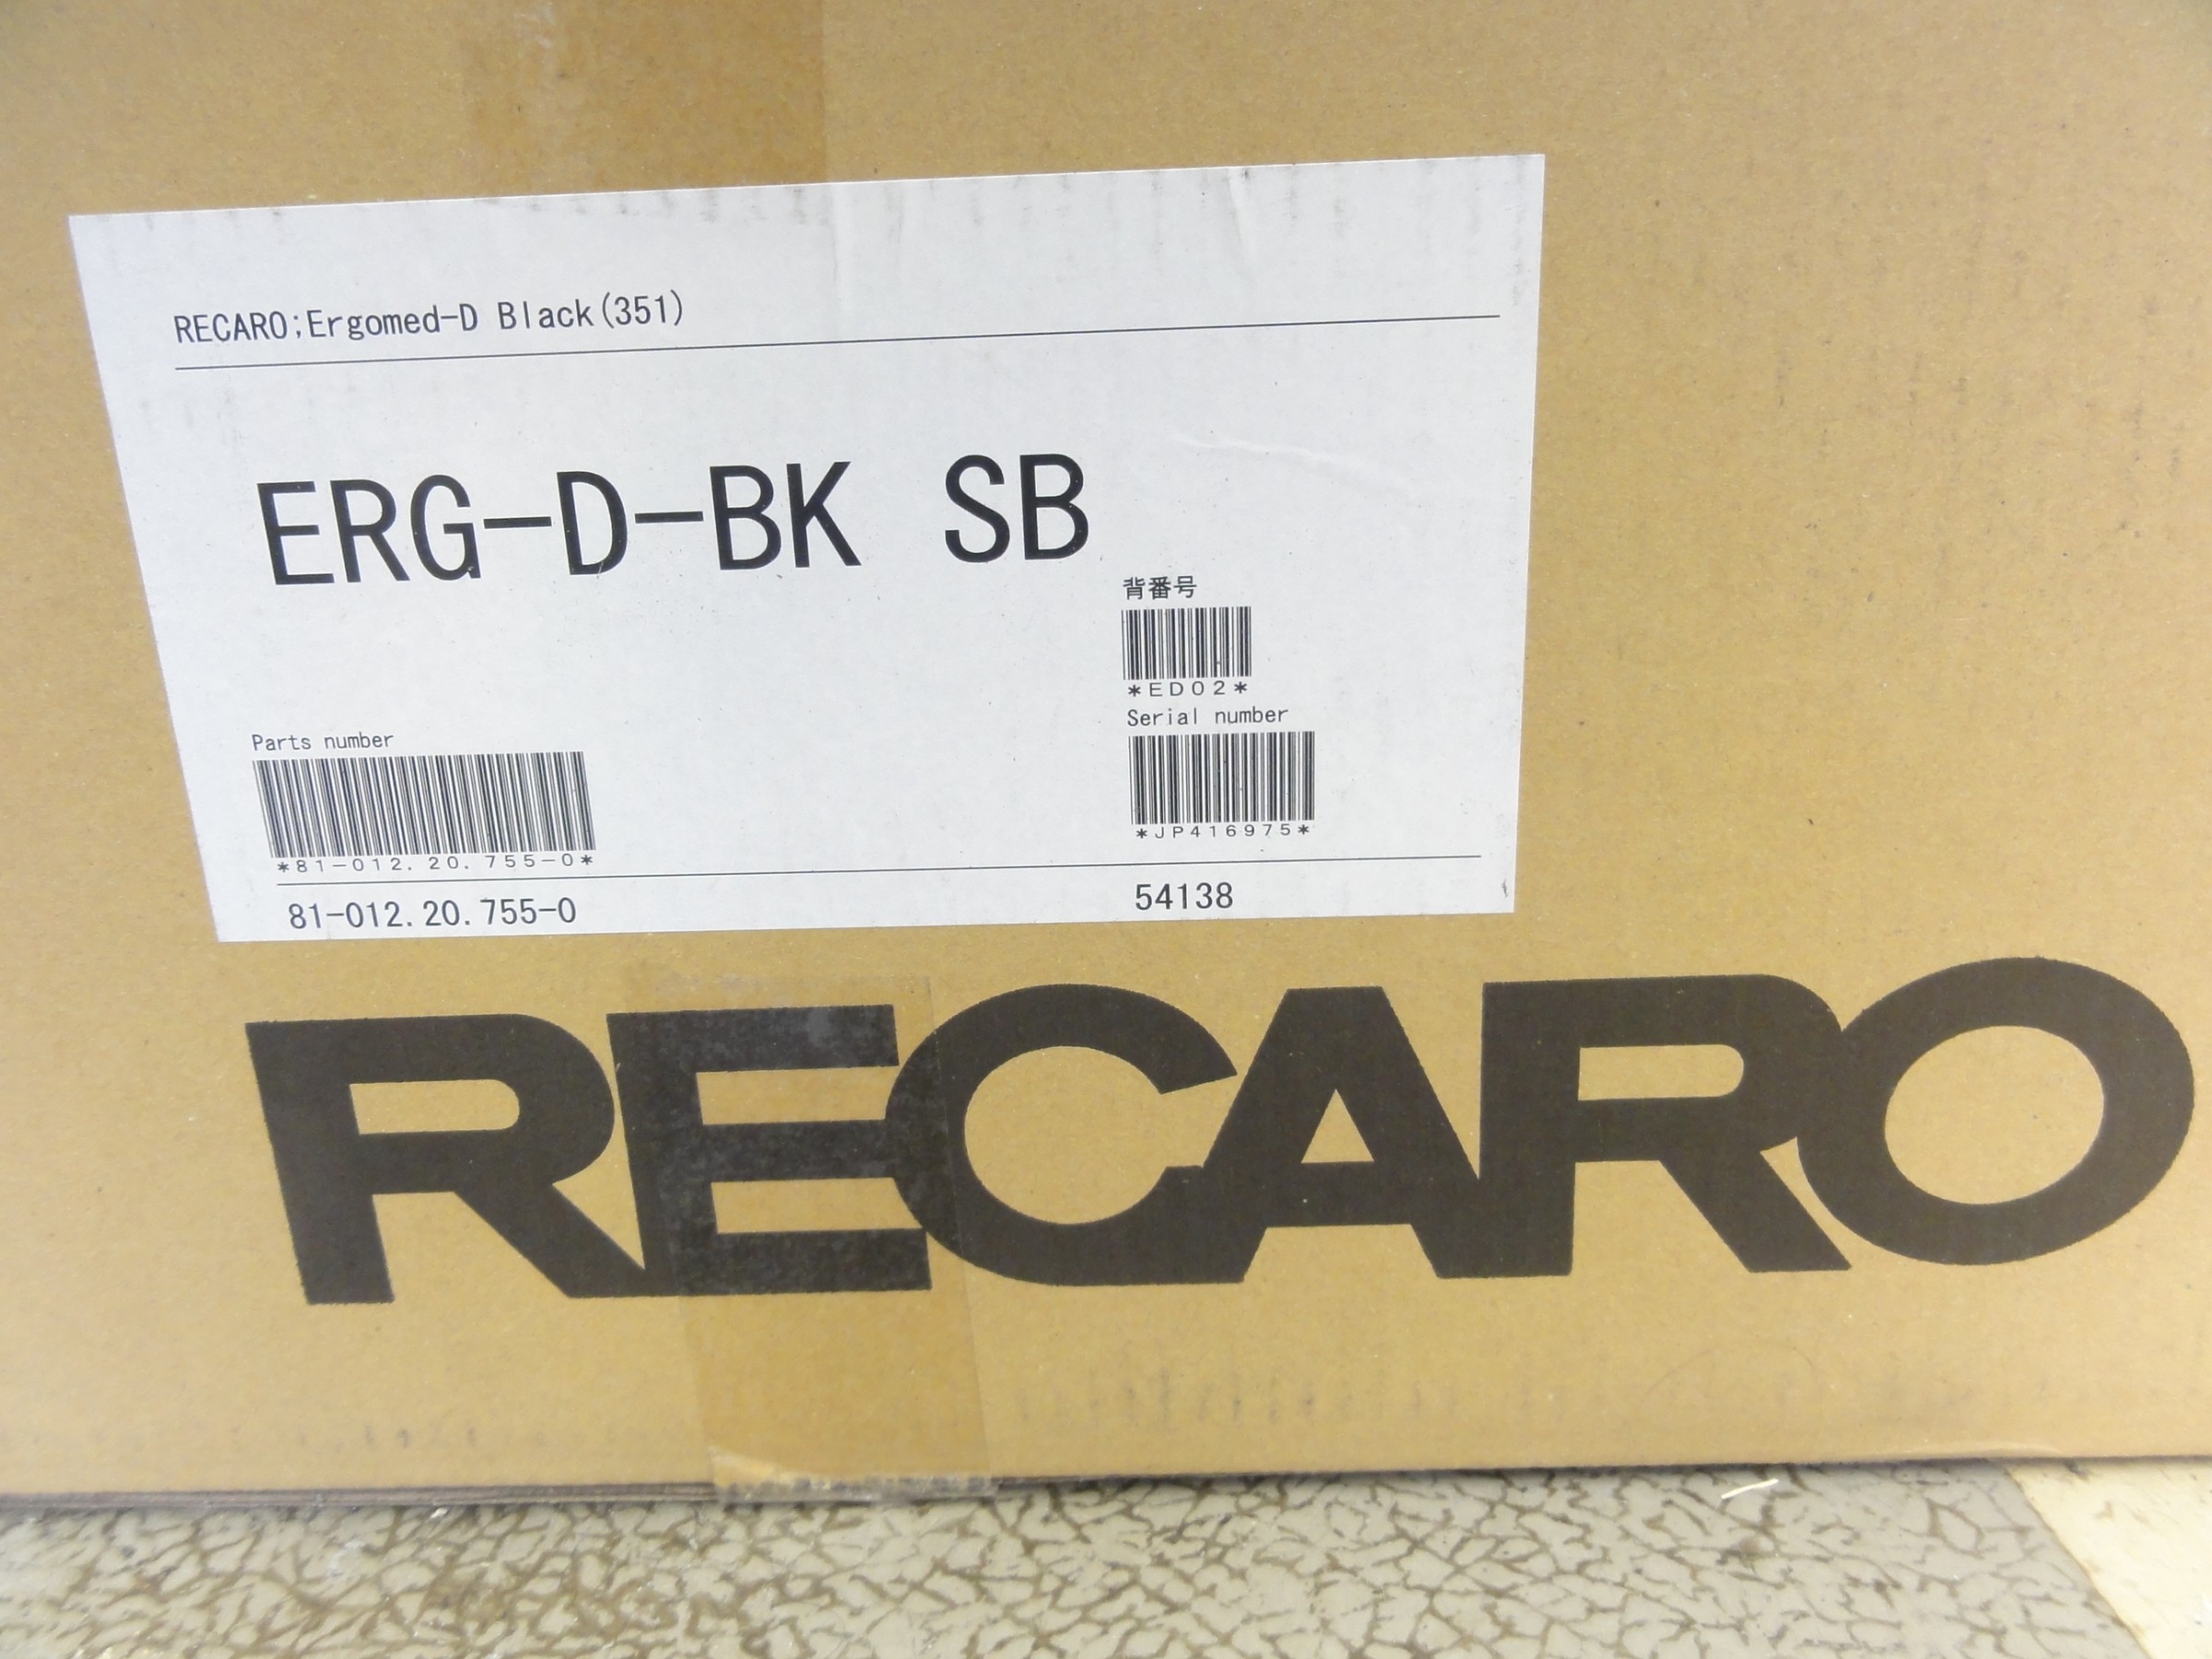 RECARO;Ergomed-D Black(351)
ERG-D-BK SB
背番号
*ED02*
Serial number
*JP416975*
Parts number
*81-012.20.755-0*
81-012.20.755-0
54138
RECARO